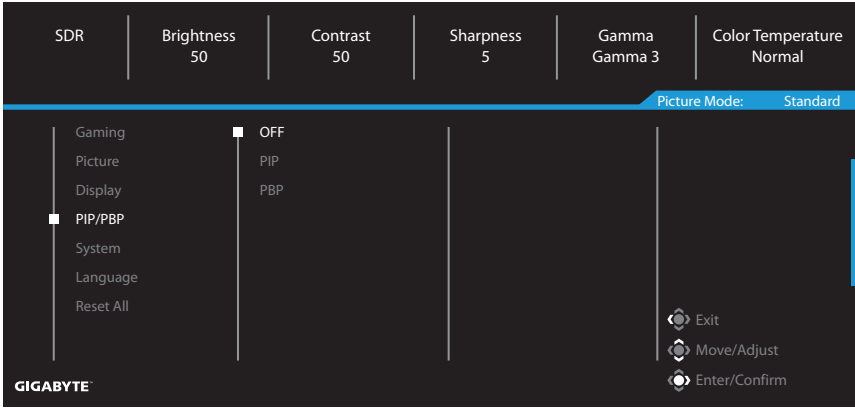 SDR Brightness Contrast Sharpness Gamma Color Temperature
50 50 5 Gamma 3 Normal
Picture Mode: Standard
Gaming OFF
Picture PIP
Display PBP
PIP/PBP
System
Language
Reset All
Exit
Move/Adjust
Enter/Confirm
GIGABYTE™